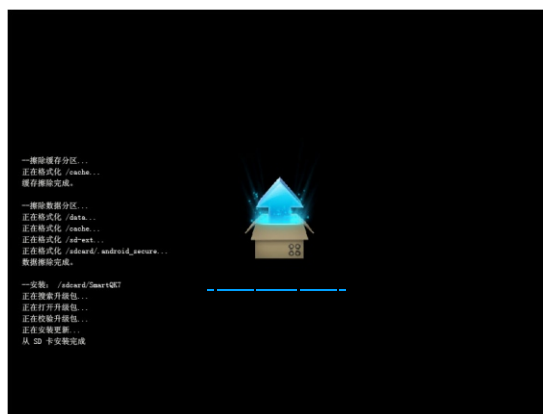 一擦除缓存分区...
正在格式化 /cache...
缓存擦除完成。
一擦除数据分区...
正在格式化 /data...
正在格式化 /cache...
正在格式化 /sd-ext...
正在格式化 /sdcard/.android_secure...
数据擦除完成。
一安装: /sdcard/SmartQK7
正在搜索升级包...
正在打开升级包...
正在校验升级包...
正在安装更新...
从 SD 卡安装完成